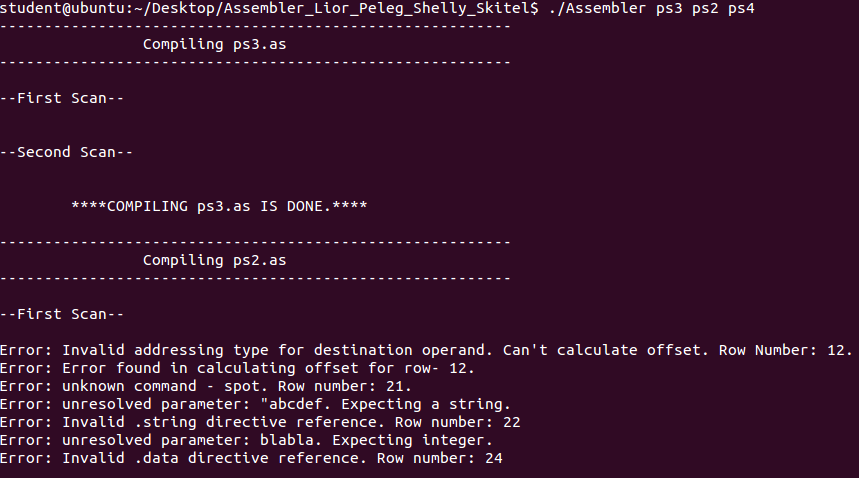 student@ubuntu:~/Desktop/Assembler_Lior_Peleg_Shelly_Skitel$ ./Assembler ps3 ps2 ps4
---------------------------------------------------------
Compiling ps3.as
---------------------------------------------------------
--First Scan--
--Second Scan--
****COMPILING ps3.as IS DONE.****
---------------------------------------------------------
Compiling ps2.as
---------------------------------------------------------
--First Scan--
Error: Invalid addressing type for destination operand. Can't calculate offset. Row Number: 12.
Error: Error found in calculating offset for row- 12.
Error: unknown command - spot. Row number: 21.
Error: unresolved parameter: "abcdef. Expecting a string.
Error: Invalid .string directive reference. Row number: 22
Error: unresolved parameter: blabla. Expecting integer.
Error: Invalid .data directive reference. Row number: 24